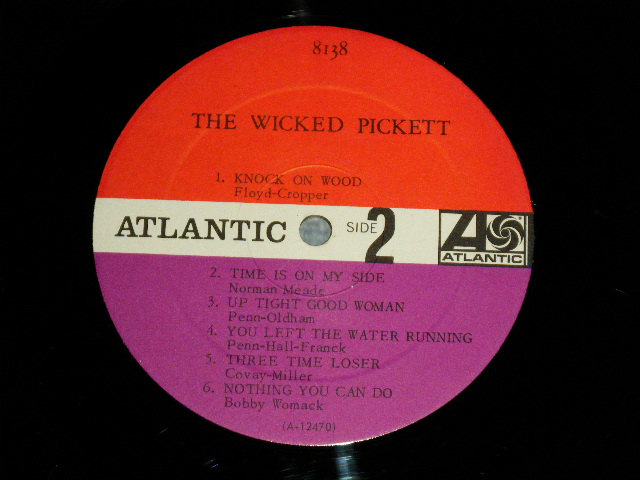 8138
THE WICKED PICKETT
1. KNOCK ON WOOD
Floyd-Cropper
ATLANTIC SIDE 2
ATLANTIC
2. TIME IS ON MY SIDE
Norman Meade
3. UP TIGHT GOOD WOMAN
Penn-Oldham
4. YOU LEFT THE WATER RUNNING
Penn-Hall-Franck
5. THREE TIME LOSER
Covay-Miller
6. NOTHING YOU CAN DO
Bobby Womack
(A-12470)